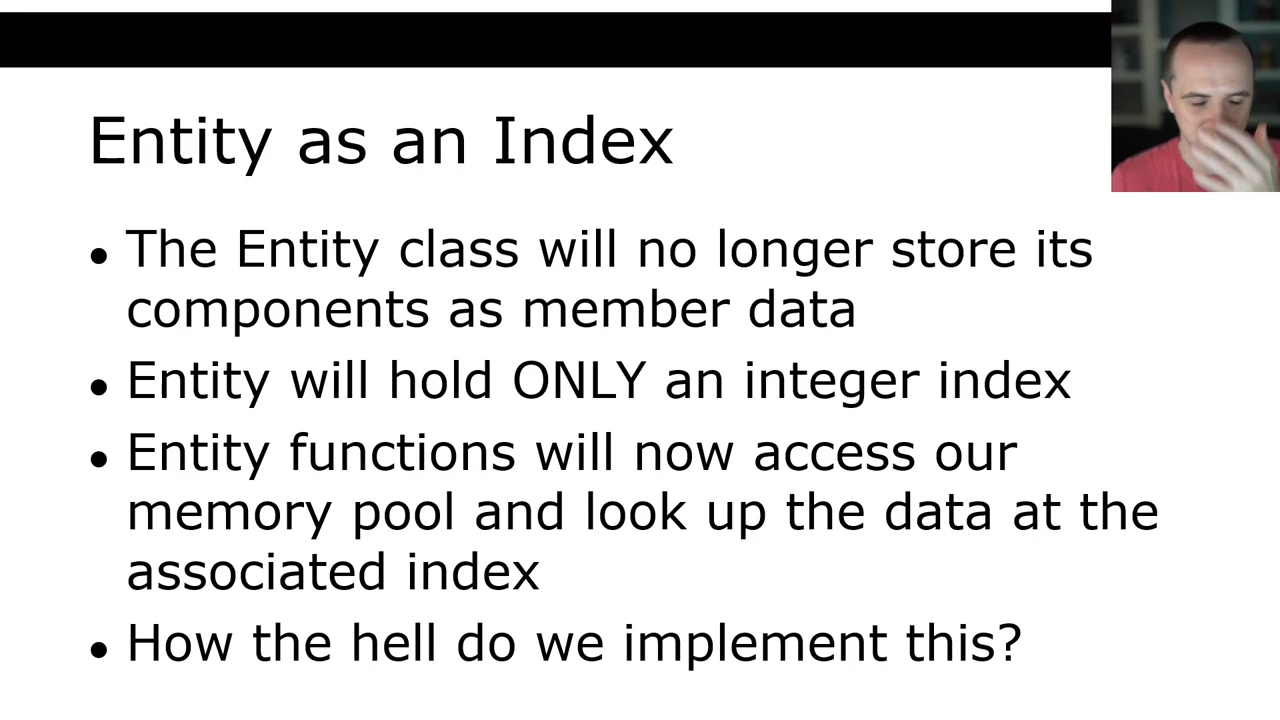 Entity as an Index
• The Entity class will no longer store its
components as member data
• Entity will hold ONLY an integer index
• Entity functions will now access our
memory pool and look up the data at the
associated index
• How the hell do we implement this?